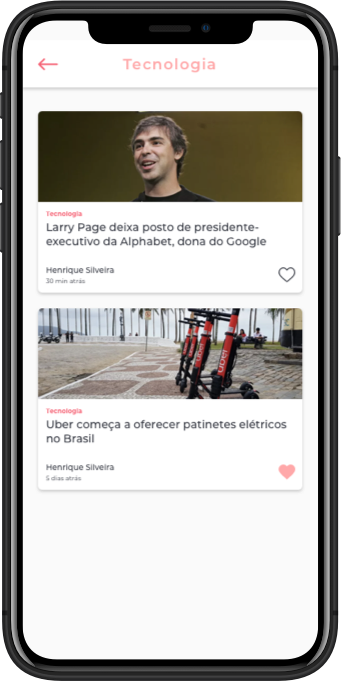 Tecnologia
Tecnologia
Larry Page deixa posto de presidente-
executivo da Alphabet, dona do Google
Henrique Silveira
30 min atrás
Tecnologia
Uber começa a oferecer patinetes elétricos
no Brasil
Henrique Silveira
5 dias atrás